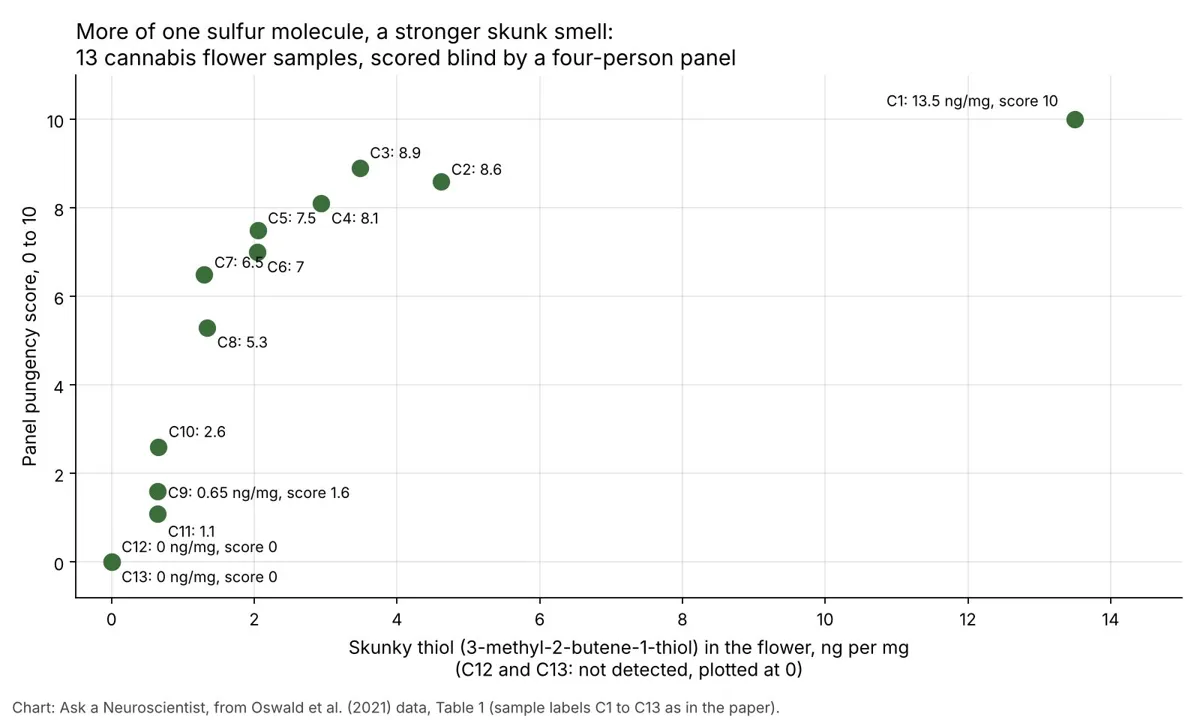 More of one sulfur molecule, a stronger skunk smell:
13 cannabis flower samples, scored blind by a four-person panel
C1: 13.5 ng/mg, score 10
10
C3: 8.9
C2: 8.6
8
C5: 7.5
C4: 8.1
C7: 6.5
C6: 7
6
C8: 5.3
4
C10: 2.6
2
C9: 0.65 ng/mg, score 1.6
C11: 1.1
C12: 0 ng/mg, score 0
0
C13: 0 ng/mg, score 0
Panel pungency score, 0 to 10
0 2 4 6 8 10 12 14
Skunky thiol (3-methyl-2-butene-1-thiol) in the flower, ng per mg
(C12 and C13: not detected, plotted at 0)
Chart: Ask a Neuroscientist, from Oswald et al. (2021) data, Table 1 (sample labels C1 to C13 as in the paper).